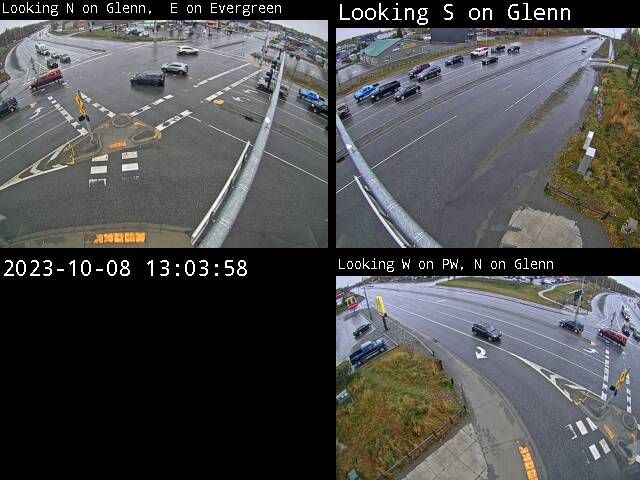 Looking N on Glenn, E on Evergreen
Looking S on Glenn
2023-10-08 13:03:58
Looking W on PW, N on Glenn